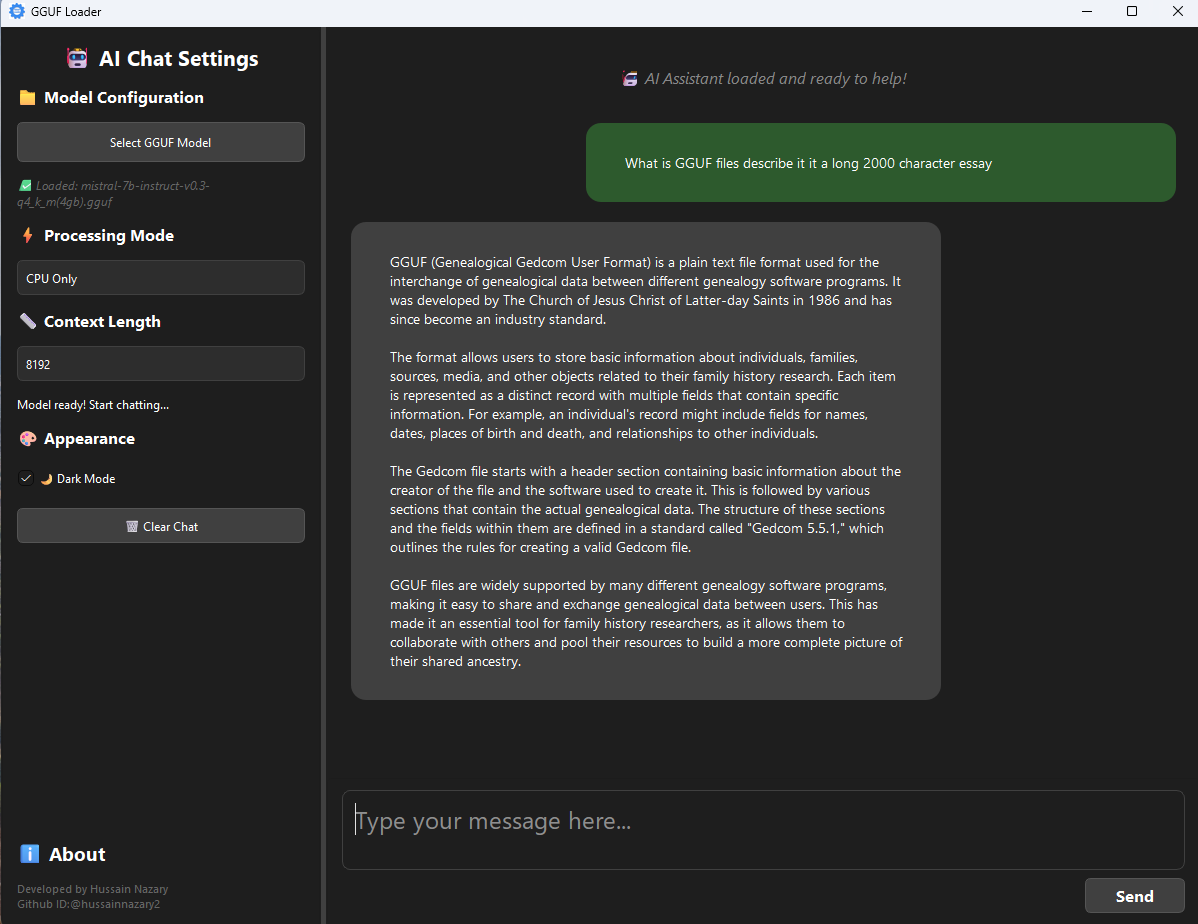 GGUF Loader
AI Chat Settings
Model Configuration
Select GGUF Model
Loaded: mistral-7b-instruct-v0.3-
q4_k_m(4gb).gguf
Processing Mode
CPU Only
Context Length
8192
Model ready! Start chatting...
Appearance
Dark Mode
Clear Chat
About
Developed by Hussain Nazary
Github ID:@hussainnazary2
AI Assistant loaded and ready to help!
What is GGUF files describe it it a long 2000 character essay
GGUF (Genealogical Gedcom User Format) is a plain text file format used for the
interchange of genealogical data between different genealogy software programs. It
was developed by The Church of Jesus Christ of Latter-day Saints in 1986 and has
since become an industry standard.
The format allows users to store basic information about individuals, families,
sources, media, and other objects related to their family history research. Each item
is represented as a distinct record with multiple fields that contain specific
information. For example, an individual's record might include fields for names,
dates, places of birth and death, and relationships to other individuals.
The Gedcom file starts with a header section containing basic information about the
creator of the file and the software used to create it. This is followed by various
sections that contain the actual genealogical data. The structure of these sections
and the fields within them are defined in a standard called "Gedcom 5.5.1," which
outlines the rules for creating a valid Gedcom file.
GGUF files are widely supported by many different genealogy software programs,
making it easy to share and exchange genealogical data between users. This has
made it an essential tool for family history researchers, as it allows them to
collaborate with others and pool their resources to build a more complete picture of
their shared ancestry.
Type your message here...
Send